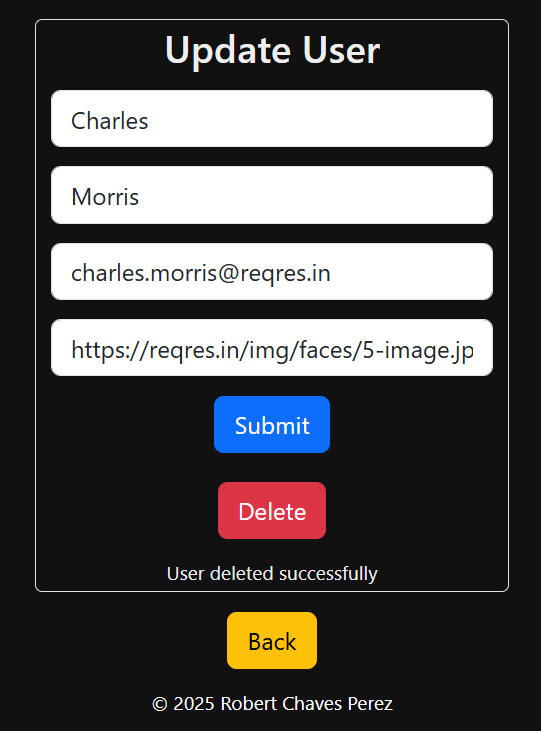 Update User
Charles
Morris
charles.morris@reqres.in
https://reqres.in/img/faces/5-image.jp
Submit
Delete
User deleted successfully
Back
© 2025 Robert Chaves Perez